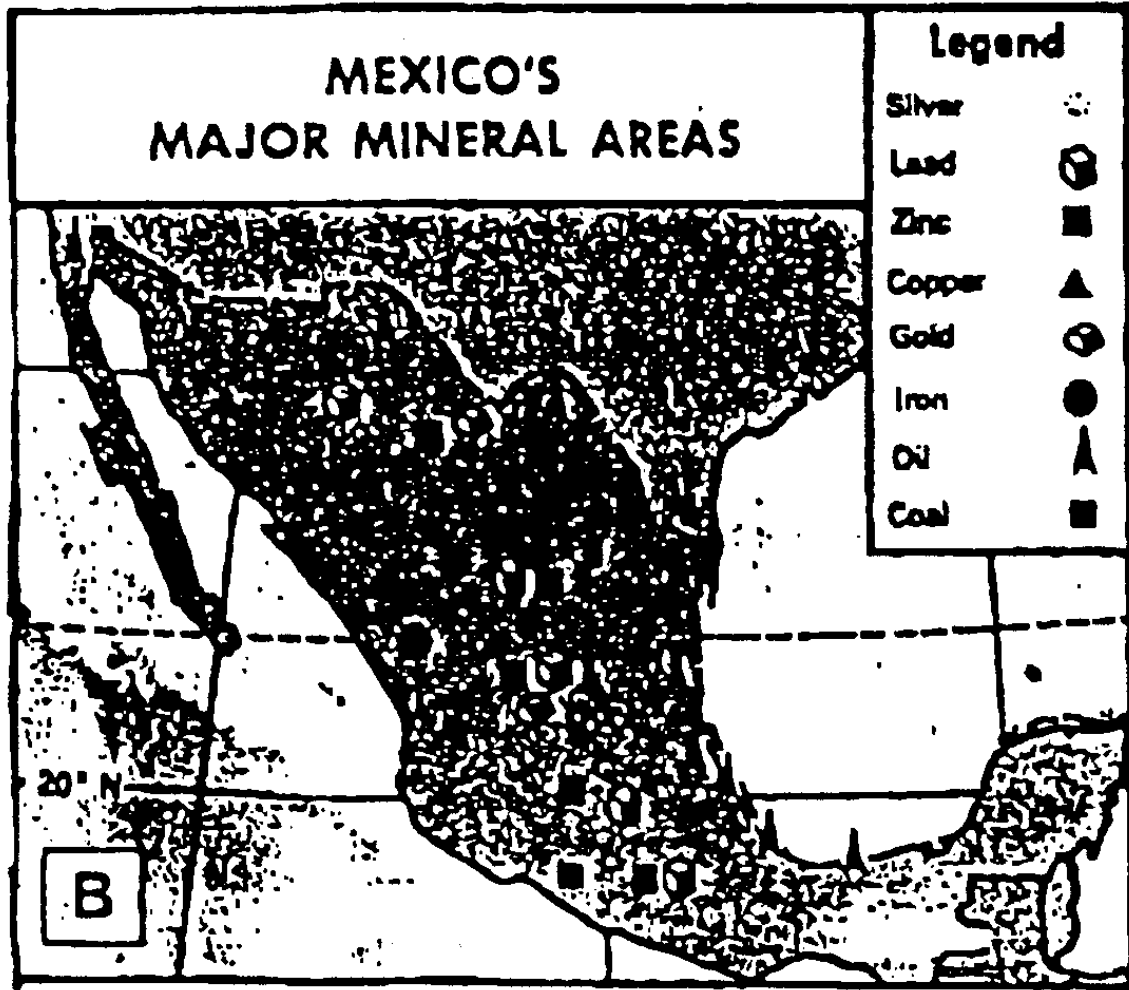 MEXICO'S
MAJOR MINERAL AREAS
Legend
Silver
Lead
Zinc
Copper
Gold
Iron
Oil
Coal
20° N
B